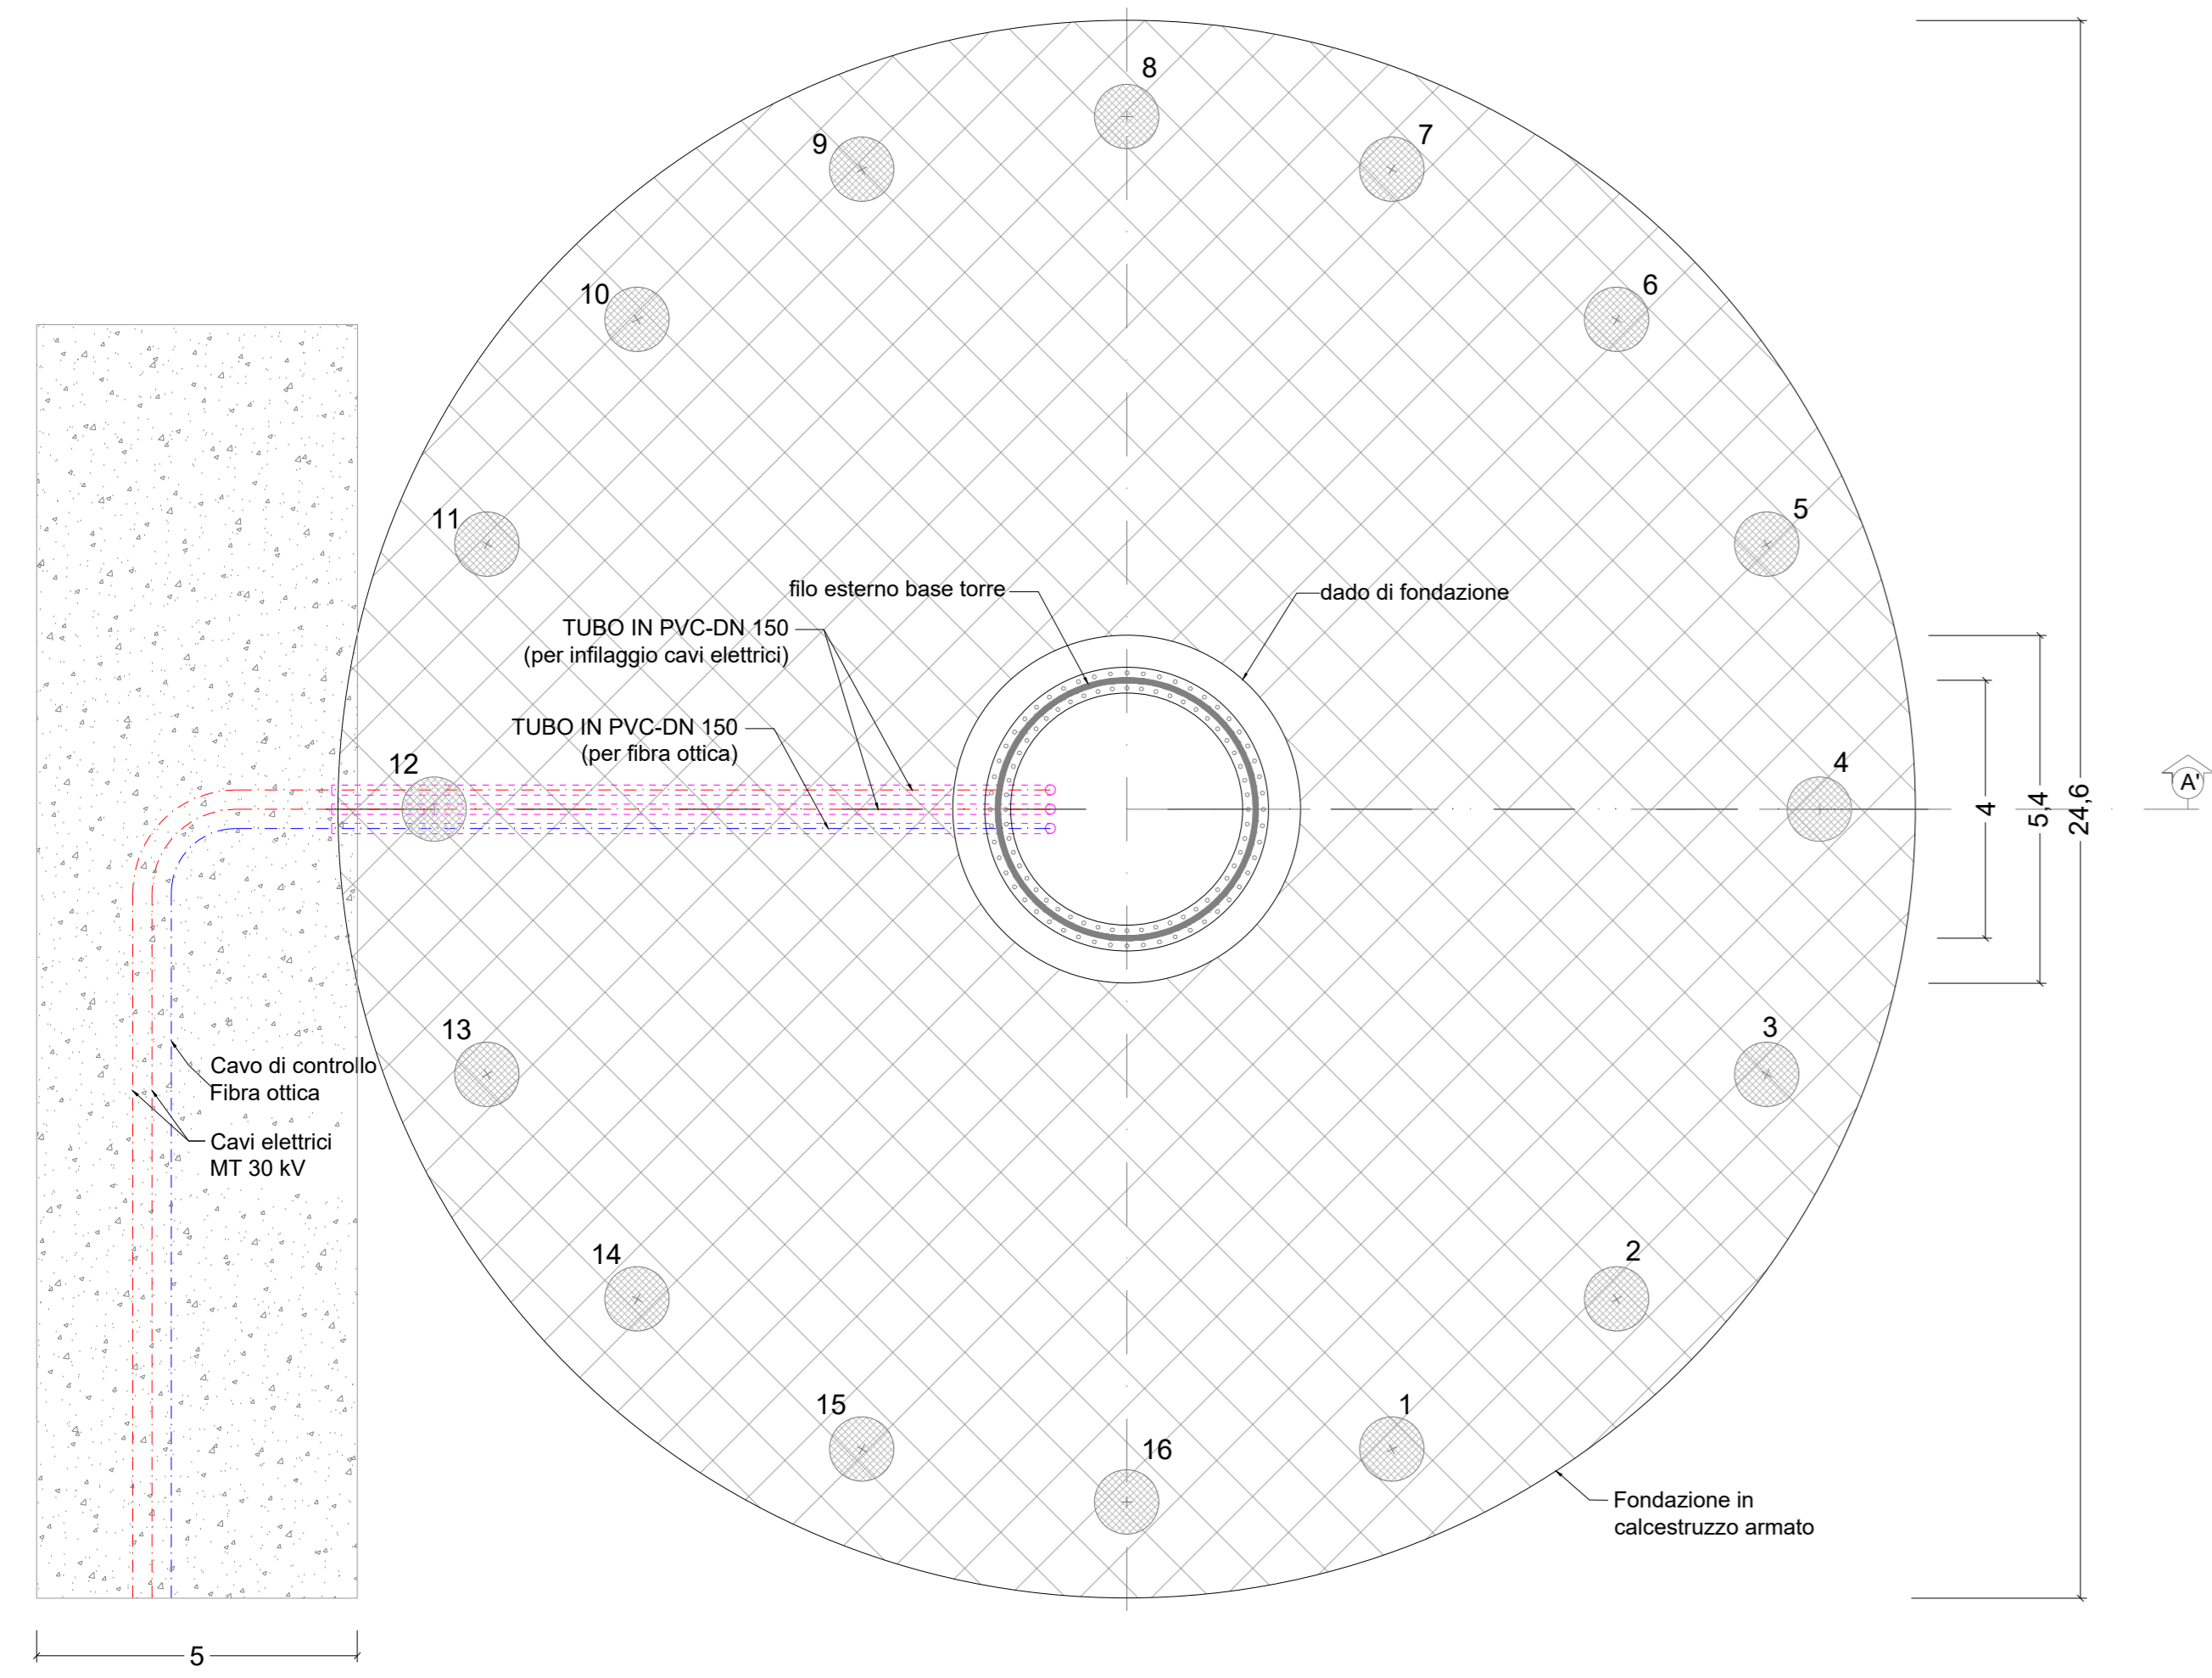 8
9
7
10
6
11
5
filo esterno base torre
dado di fondazione
TUBO IN PVC-DN 150
(per infilaggio cavi elettrici)
TUBO IN PVC-DN 150
(per fibra ottica)
12
4
A'
4
5,4
24,6
13
3
Cavo di controllo
Fibra ottica
Cavi elettrici
MT 30 kV
14
2
15
1
16
Fondazione in
calcestruzzo armato
5